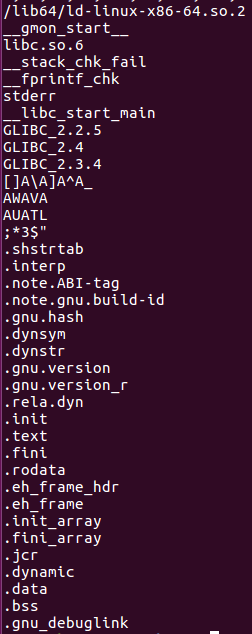 /lib64/ld-linux-x86-64.so.2
__gmon_start__
libc.so.6
__stack_chk_fail
__fprintf_chk
stderr
__libc_start_main
GLIBC_2.2.5
GLIBC_2.4
GLIBC_2.3.4
[]A\A]A^A_
AWAVA
AUATL
;*3$"
.shstrtab
.interp
.note.ABI-tag
.note.gnu.build-id
.gnu.hash
.dynsym
.dynstr
.gnu.version
.gnu.version_r
.rela.dyn
.init
.text
.fini
.rodata
.eh_frame_hdr
.eh_frame
.init_array
.fini_array
.jcr
.dynamic
.data
.bss
.gnu_debuglink